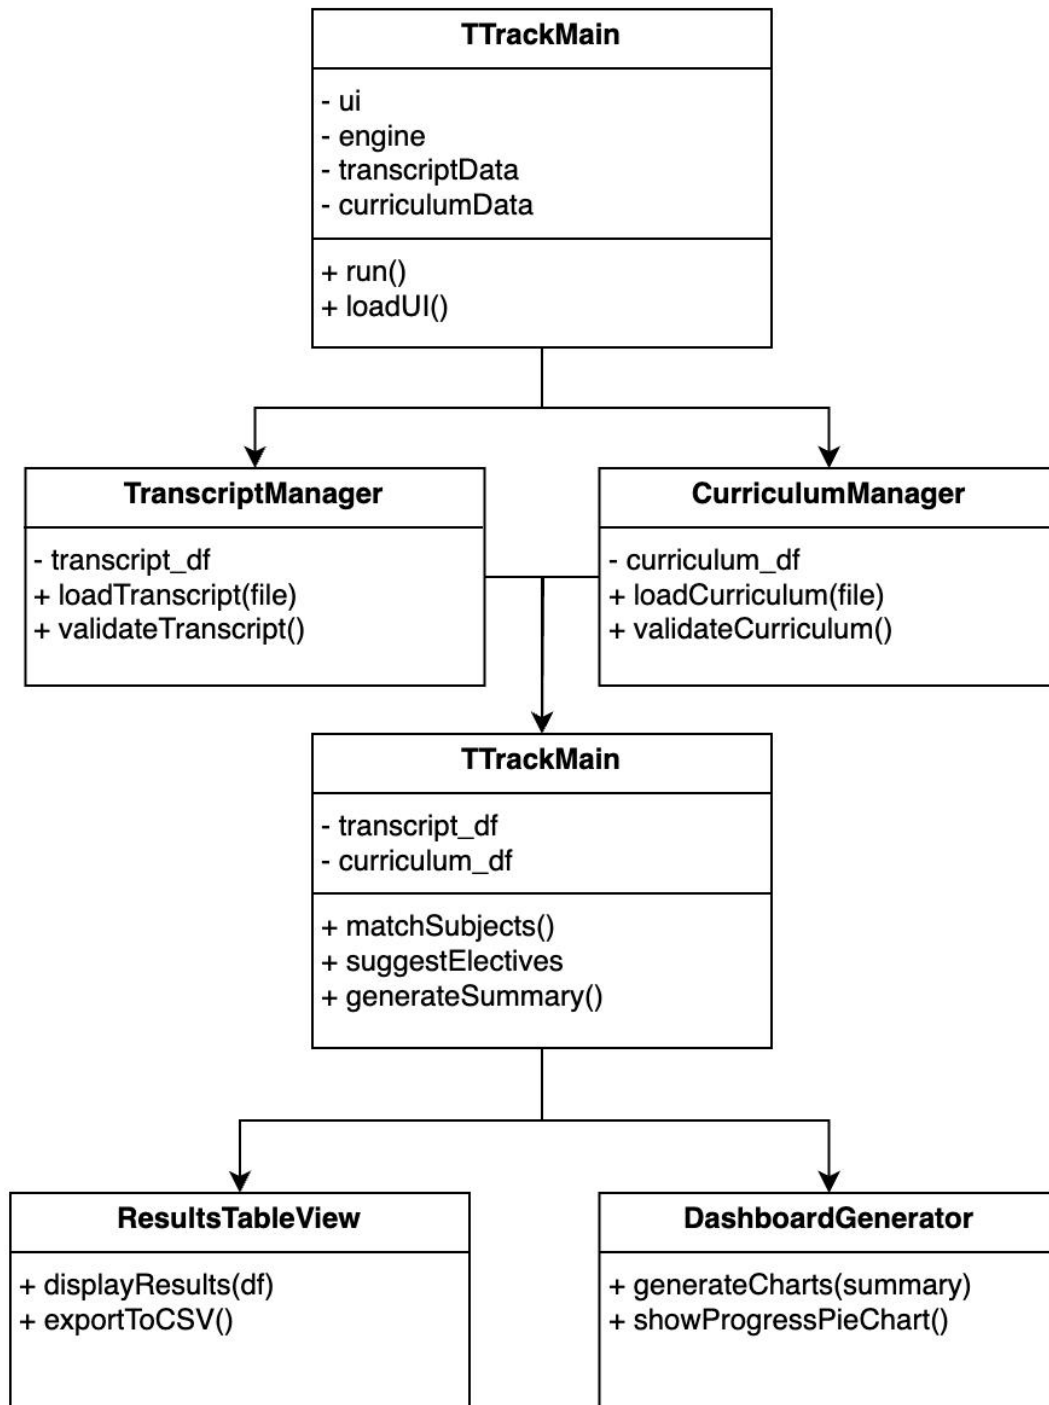 TTrackMain
- ui
- engine
- transcriptData
- curriculumData
+ run()
+ loadUI()
TranscriptManager
- transcript_df
+ loadTranscript(file)
+ validateTranscript()
CurriculumManager
- curriculum_df
+ loadCurriculum(file)
+ validateCurriculum()
TTrackMain
- transcript_df
- curriculum_df
+ matchSubjects()
+ suggestElectives
+ generateSummary()
ResultsTableView
+ displayResults(df)
+ exportToCSV()
DashboardGenerator
+ generateCharts(summary)
+ showProgressPieChart()